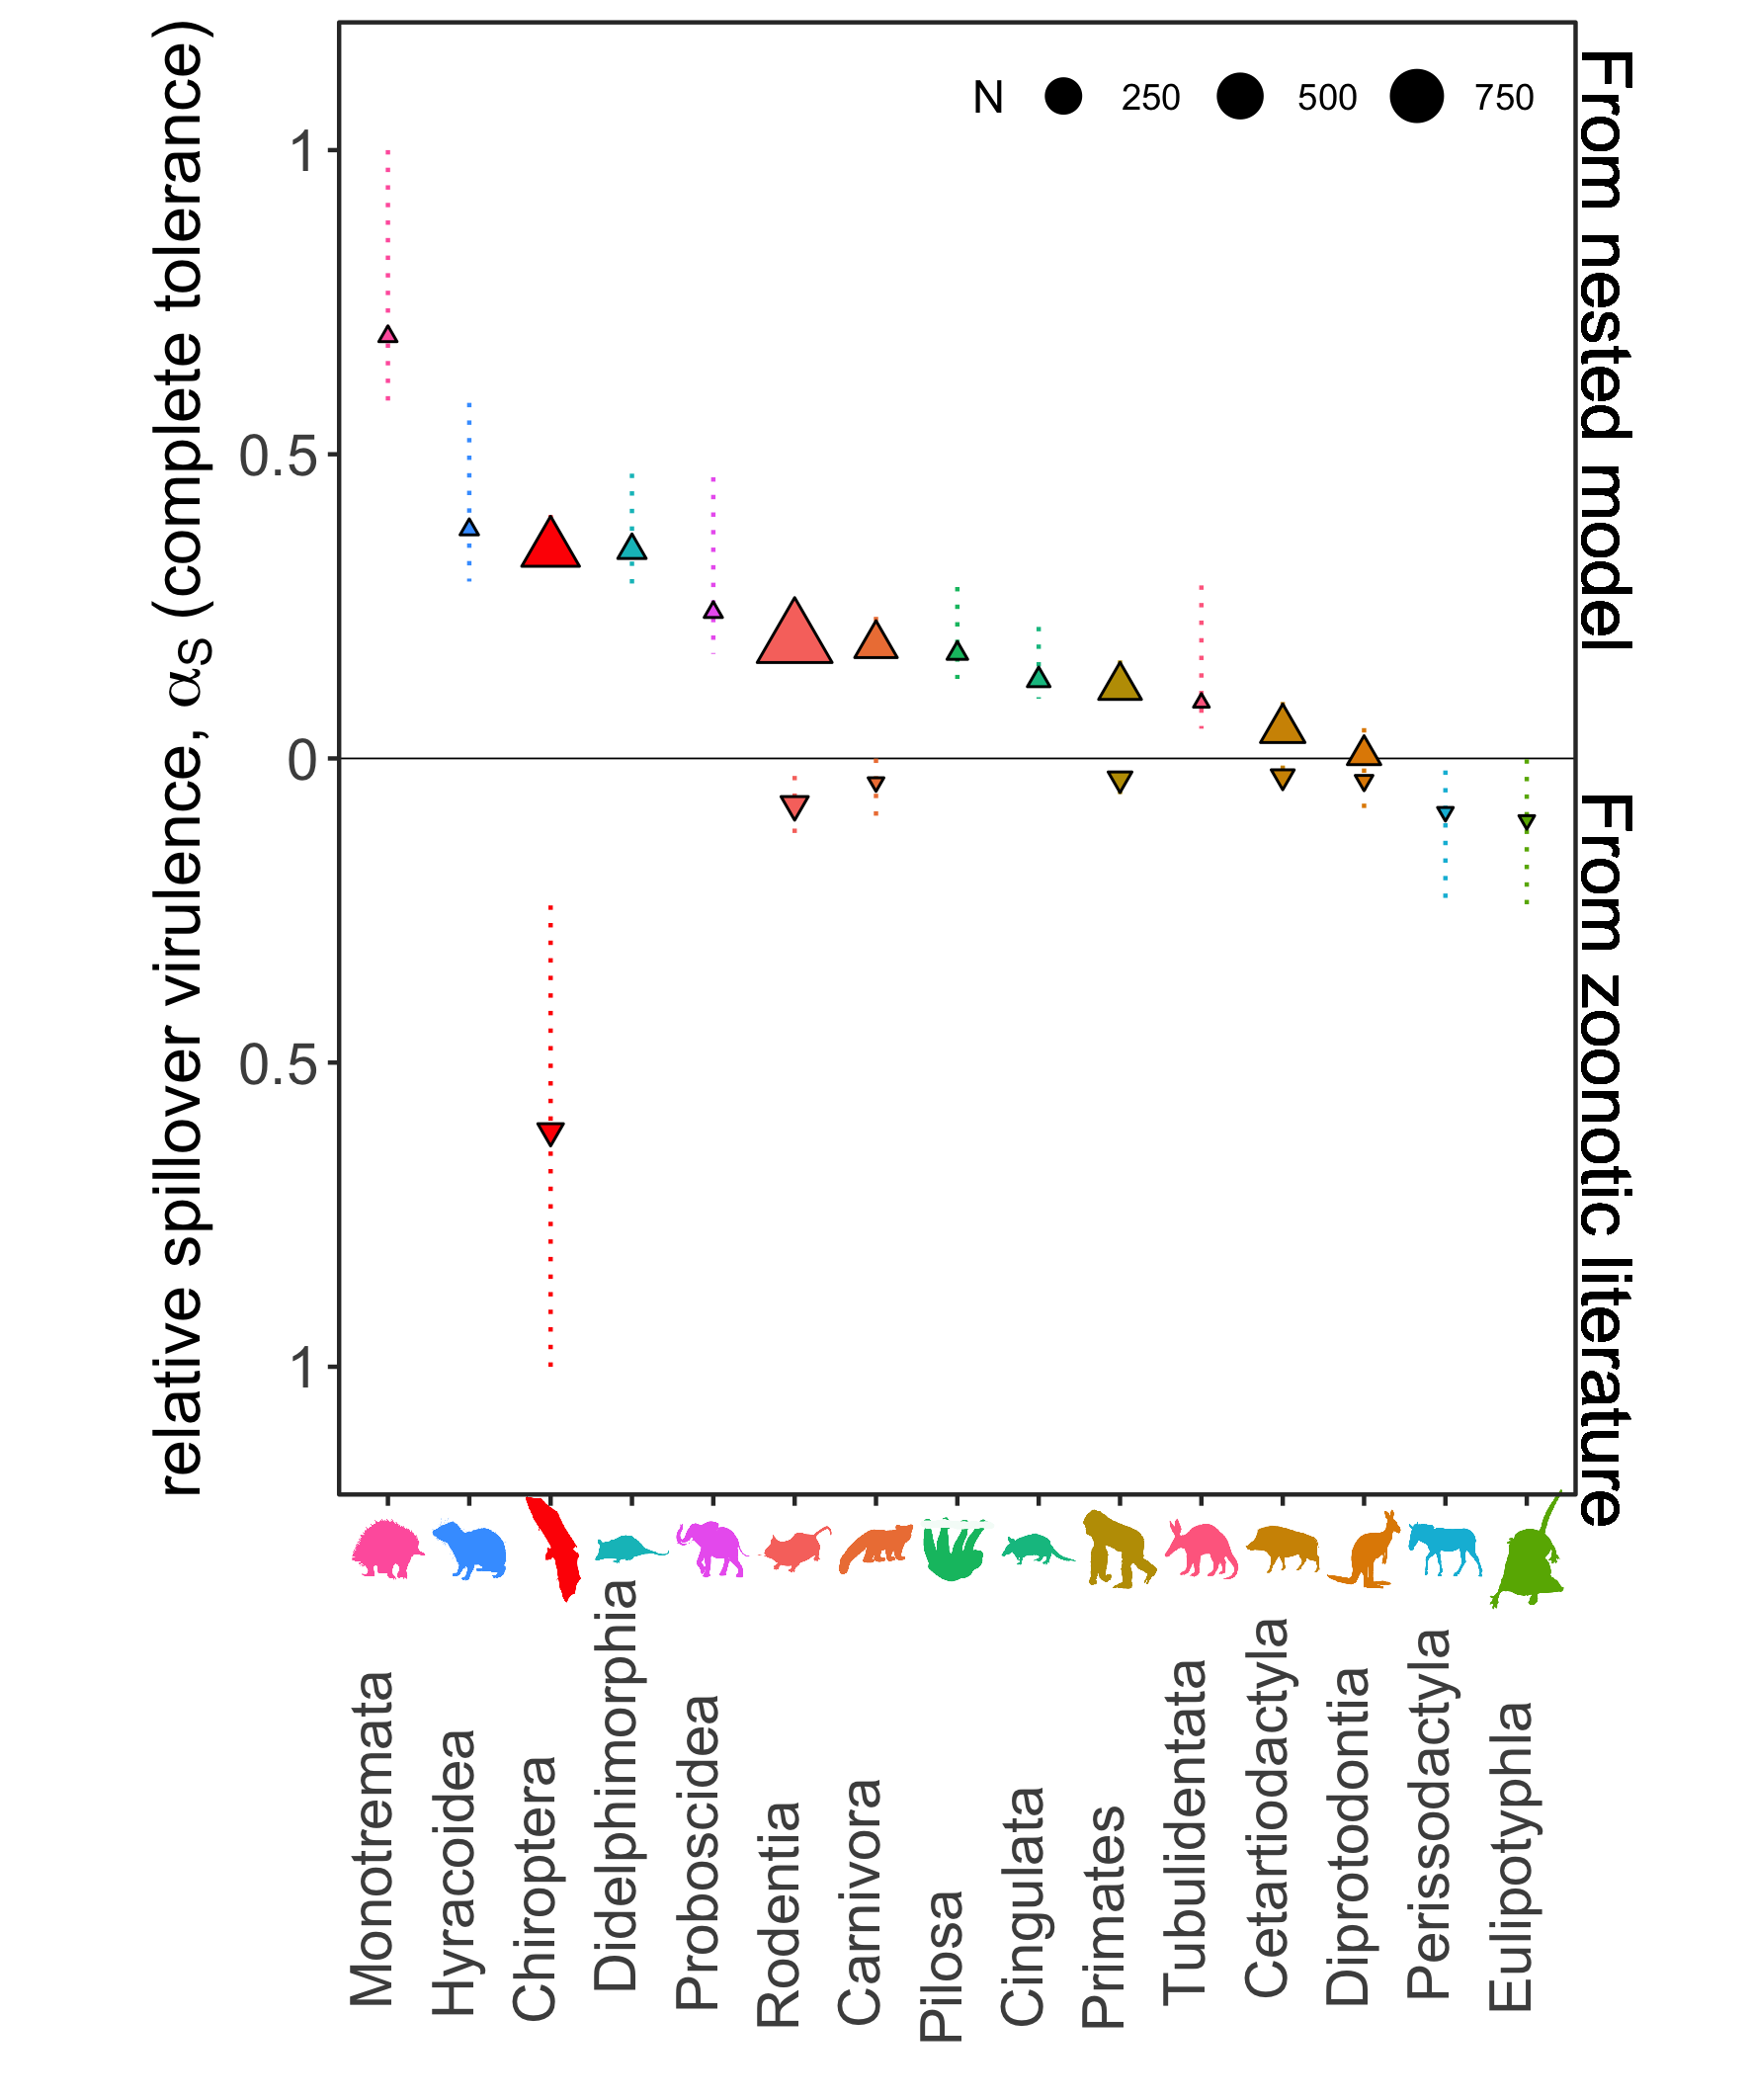 relative spillover virulence, αS (complete tolerance)
1
0.5
0
0.5
1
N 250 500 750
From nested model
From zoonotic literature
Monotremata
Hyracoidea
Chiroptera
Didelphimorphia
Proboscidea
Rodentia
Carnivora
Pilosa
Cingulata
Primates
Tubulidentata
Cetartiodactyla
Diprotodontia
Perissodactyla
Eulipotyphla